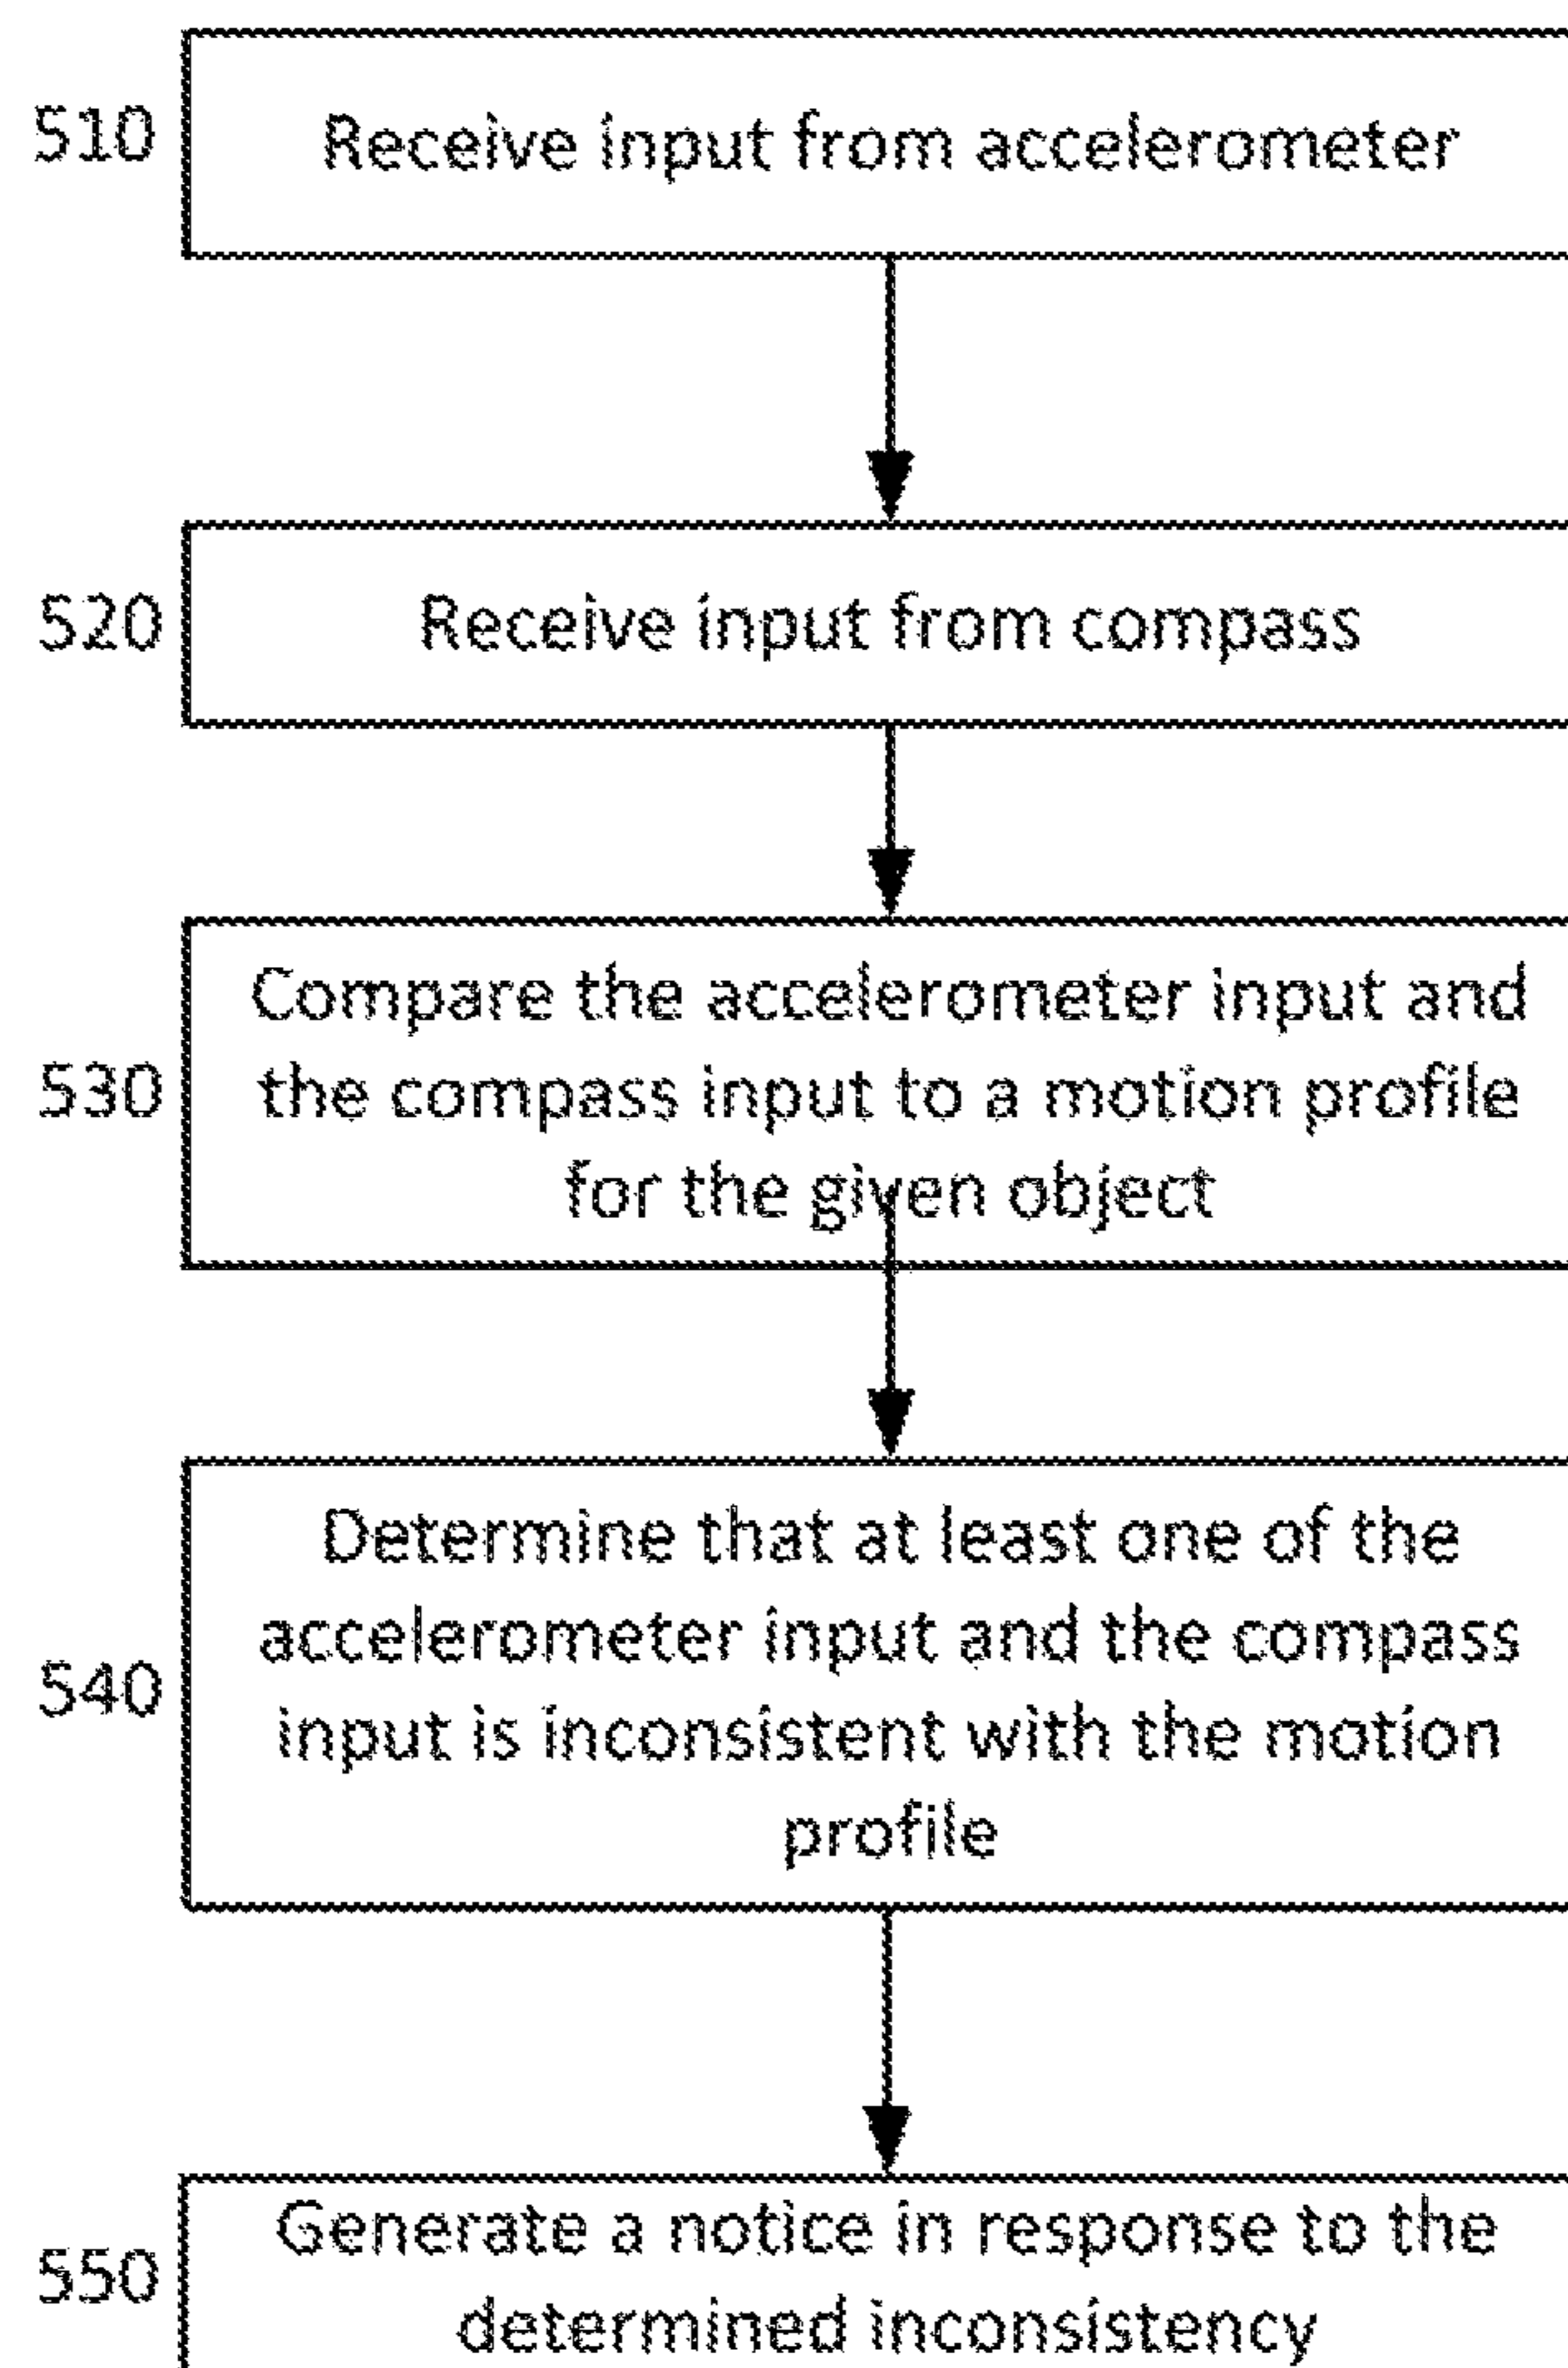 510
Receive input from accelerometer
520
Receive input from compass
530
Compare the accelerometer input and
the compass input to a motion profile
for the given object
540
Determine that at least one of the
accelerometer input and the compass
input is inconsistent with the motion
profile
550
Generate a notice in response to the
determined inconsistency